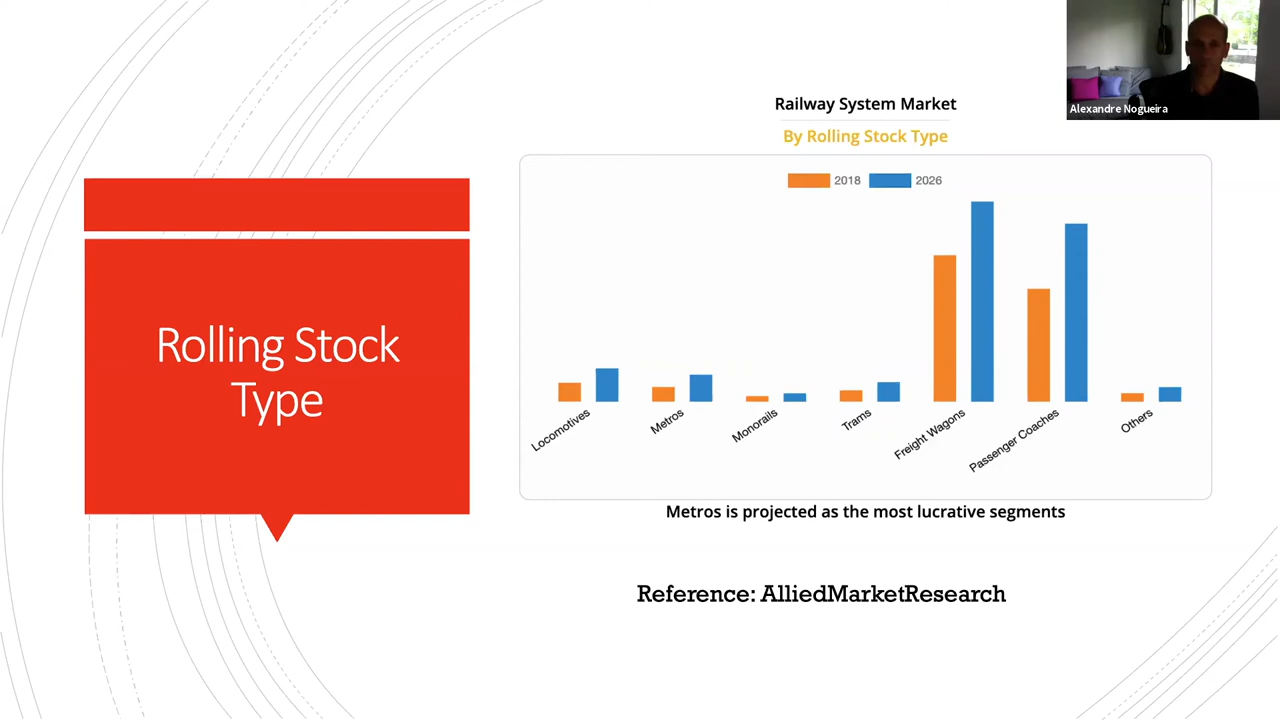 Alexandre Nogueira
Railway System Market
By Rolling Stock Type
2018
2026
Rolling Stock
Type
Locomotives
Metros
Monorails
Trams
Freight Wagons
Passenger Coaches
Others
Metros is projected as the most lucrative segments
Reference: AlliedMarketResearch